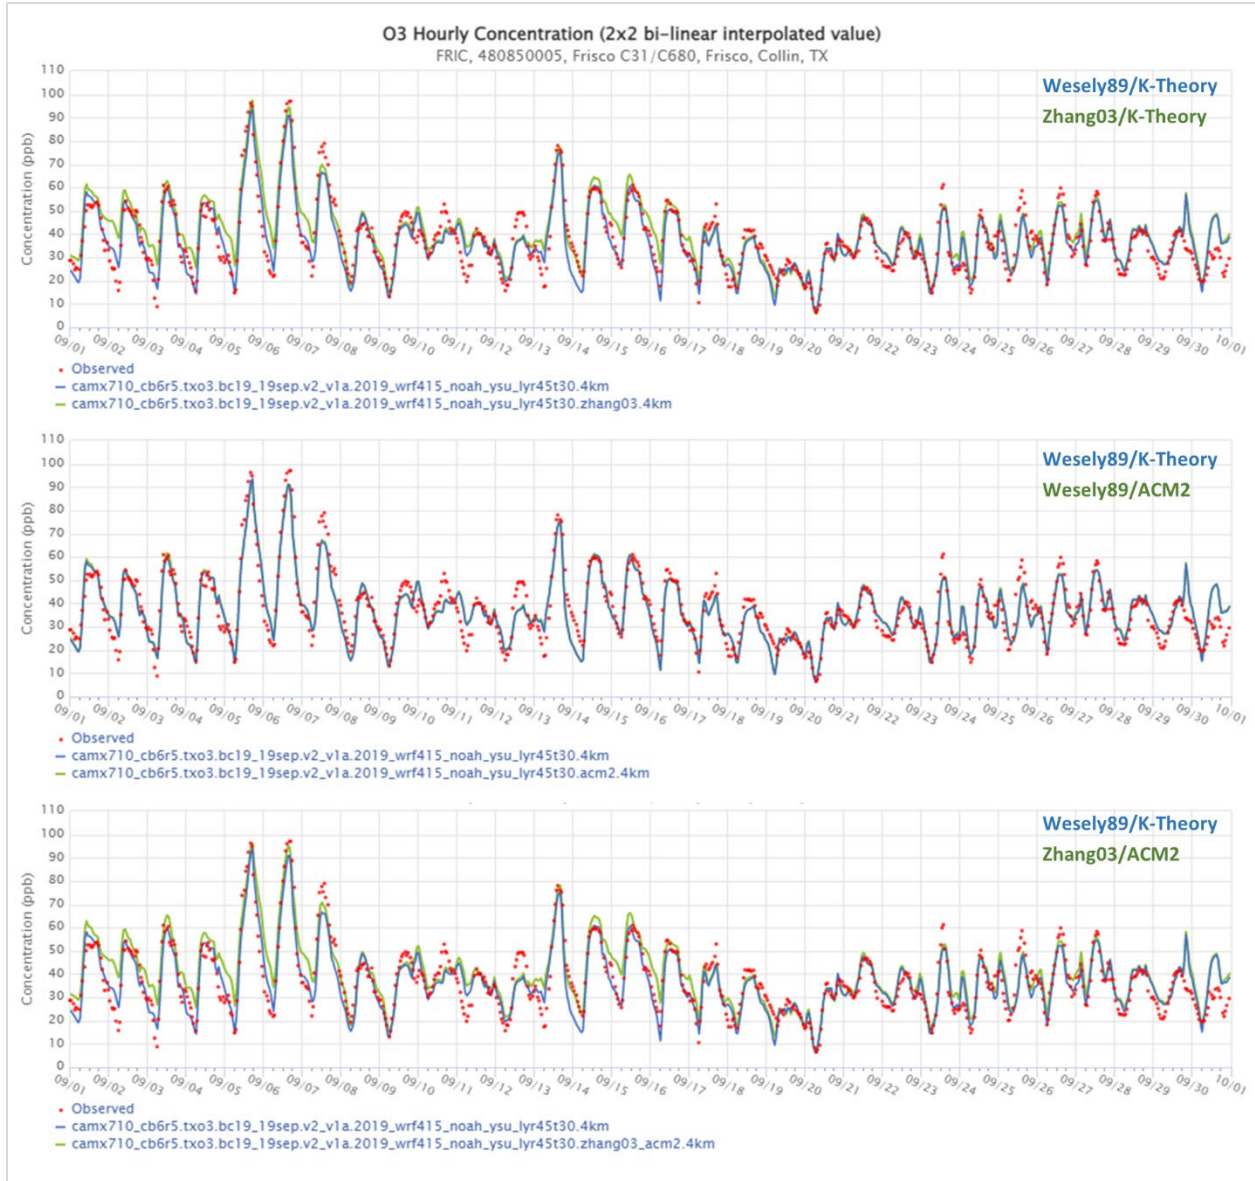 O3 Hourly Concentration (2x2 bi-linear interpolated value)
FRIC, 480850005, Frisco C31/C680, Frisco, Collin, TX
Wesely89/K-Theory
Zhang03/K-Theory
Concentration (ppb)
110
100
90
80
70
60
50
40
30
20
10
0
09/01 09/02 09/03 09/04 09/05 09/06 09/07 09/08 09/09 09/10 09/11 09/12 09/13 09/14 09/15 09/16 09/17 09/18 09/19 09/20 09/21 09/22 09/23 09/24 09/25 09/26 09/27 09/28 09/29 09/30 10/01
Observed
camx710_cb6r5.txo3.bc19_19sep.v2_v1a.2019_wrf415_noah_ysu_lyr45t30.4km
camx710_cb6r5.txo3.bc19_19sep.v2_v1a.2019_wrf415_noah_ysu_lyr45t30.zhang03.4km
Wesely89/K-Theory
Wesely89/ACM2
Concentration (ppb)
110
100
90
80
70
60
50
40
30
20
10
0
09/01 09/02 09/03 09/04 09/05 09/06 09/07 09/08 09/09 09/10 09/11 09/12 09/13 09/14 09/15 09/16 09/17 09/18 09/19 09/20 09/21 09/22 09/23 09/24 09/25 09/26 09/27 09/28 09/29 09/30 10/01
Observed
camx710_cb6r5.txo3.bc19_19sep.v2_v1a.2019_wrf415_noah_ysu_lyr45t30.4km
camx710_cb6r5.txo3.bc19_19sep.v2_v1a.2019_wrf415_noah_ysu_lyr45t30.acm2.4km
Wesely89/K-Theory
Zhang03/ACM2
Concentration (ppb)
110
100
90
80
70
60
50
40
30
20
10
0
09/01 09/02 09/03 09/04 09/05 09/06 09/07 09/08 09/09 09/10 09/11 09/12 09/13 09/14 09/15 09/16 09/17 09/18 09/19 09/20 09/21 09/22 09/23 09/24 09/25 09/26 09/27 09/28 09/29 09/30 10/01
Observed
camx710_cb6r5.txo3.bc19_19sep.v2_v1a.2019_wrf415_noah_ysu_lyr45t30.4km
camx710_cb6r5.txo3.bc19_19sep.v2_v1a.2019_wrf415_noah_ysu_lyr45t30.zhang03_acm2.4km